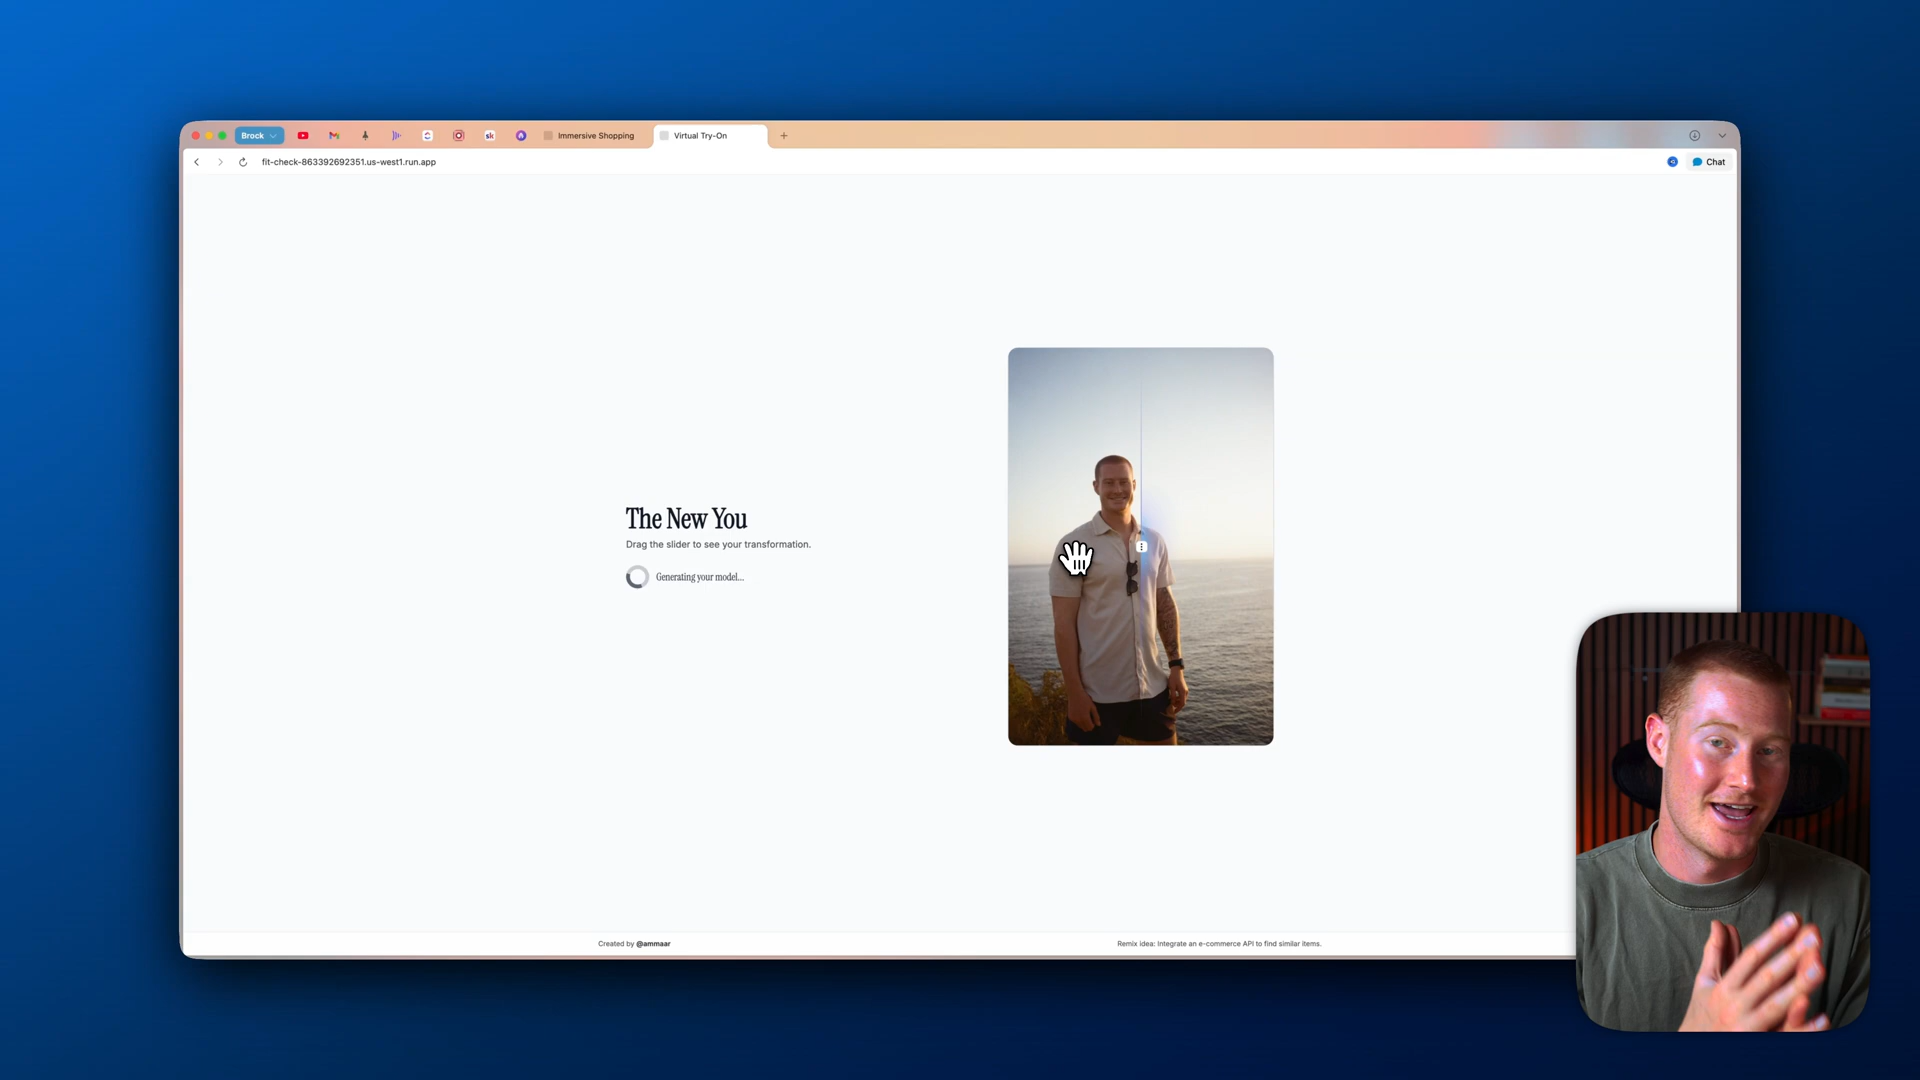 Brock
sk
Immersive Shopping
Virtual Try-On
fit-check-863392692351.us-west1.run.app
Chat
The New You
Drag the slider to see your transformation.
Generating your model...
Created by @ammaar
Remix idea: Integrate an e-commerce API to find similar items.